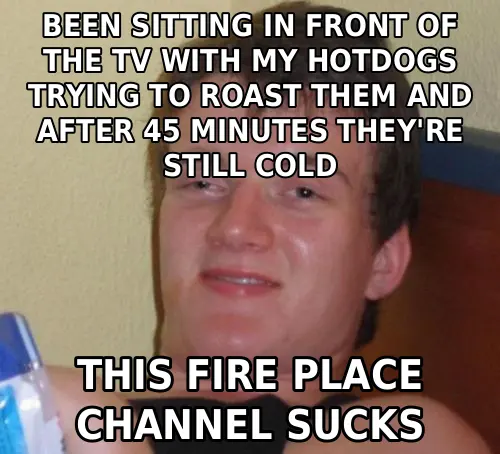 BEEN SITTING IN FRONT OF
THE TV WITH MY HOTDOGS
TRYING TO ROAST THEM AND
AFTER 45 MINUTES THEY'RE
STILL COLD
THIS FIRE PLACE
CHANNEL SUCKS